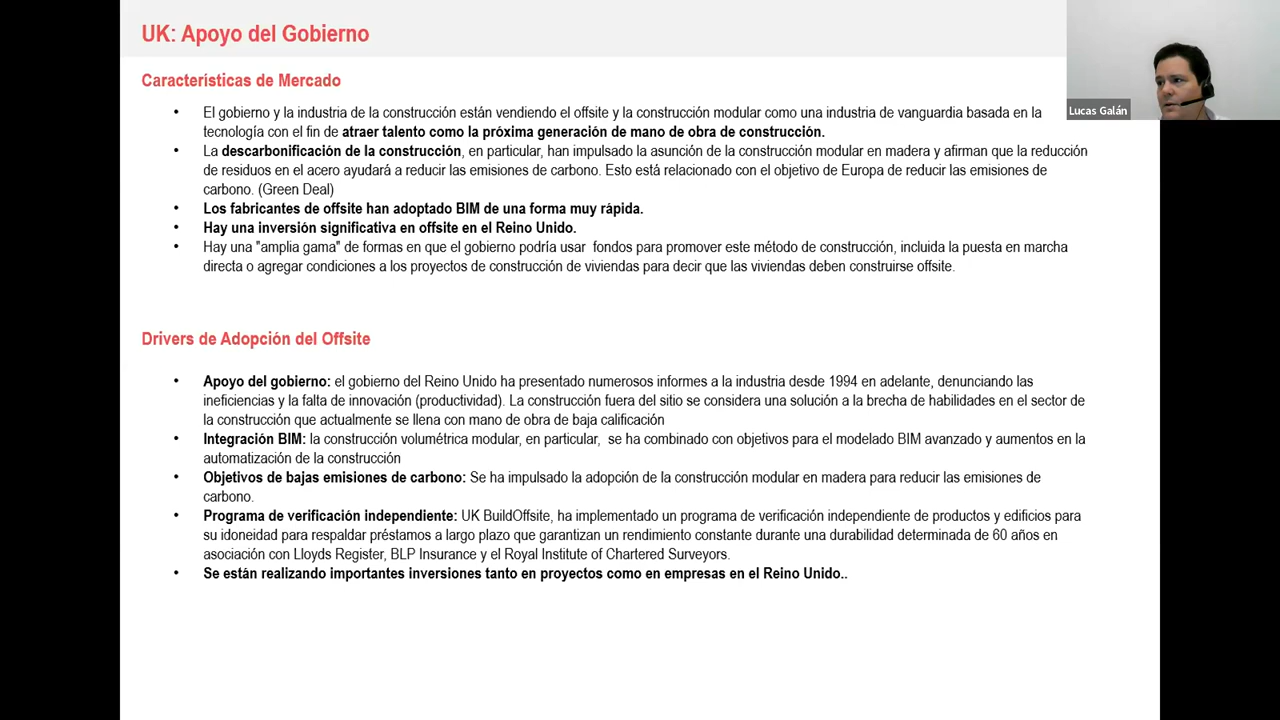 UK: Apoyo del Gobierno
Lucas Galán
Características de Mercado
• El gobierno y la industria de la construcción están vendiendo el offsite y la construcción modular como una industria de vanguardia basada en la
tecnología con el fin de atraer talento como la próxima generación de mano de obra de construcción.
• La descarbonificación de la construcción, en particular, han impulsado la asunción de la construcción modular en madera y afirman que la reducción
de residuos en el acero ayudará a reducir las emisiones de carbono. Esto está relacionado con el objetivo de Europa de reducir las emisiones de
carbono. (Green Deal)
• Los fabricantes de offsite han adoptado BIM de una forma muy rápida.
• Hay una inversión significativa en offsite en el Reino Unido.
• Hay una "amplia gama" de formas en que el gobierno podría usar fondos para promover este método de construcción, incluida la puesta en marcha
directa o agregar condiciones a los proyectos de construcción de viviendas para decir que las viviendas deben construirse offsite.
Drivers de Adopción del Offsite
• Apoyo del gobierno: el gobierno del Reino Unido ha presentado numerosos informes a la industria desde 1994 en adelante, denunciando las
ineficiencias y la falta de innovación (productividad). La construcción fuera del sitio se considera una solución a la brecha de habilidades en el sector de
la construcción que actualmente se llena con mano de obra de baja calificación
• Integración BIM: la construcción volumétrica modular, en particular, se ha combinado con objetivos para el modelado BIM avanzado y aumentos en la
automatización de la construcción
• Objetivos de bajas emisiones de carbono: Se ha impulsado la adopción de la construcción modular en madera para reducir las emisiones de
carbono.
• Programa de verificación independiente: UK BuildOffsite, ha implementado un programa de verificación independiente de productos y edificios para
su idoneidad para respaldar préstamos a largo plazo que garantizan un rendimiento constante durante una durabilidad determinada de 60 años en
asociación con Lloyds Register, BLP Insurance y el Royal Institute of Chartered Surveyors.
• Se están realizando importantes inversiones tanto en proyectos como en empresas en el Reino Unido..